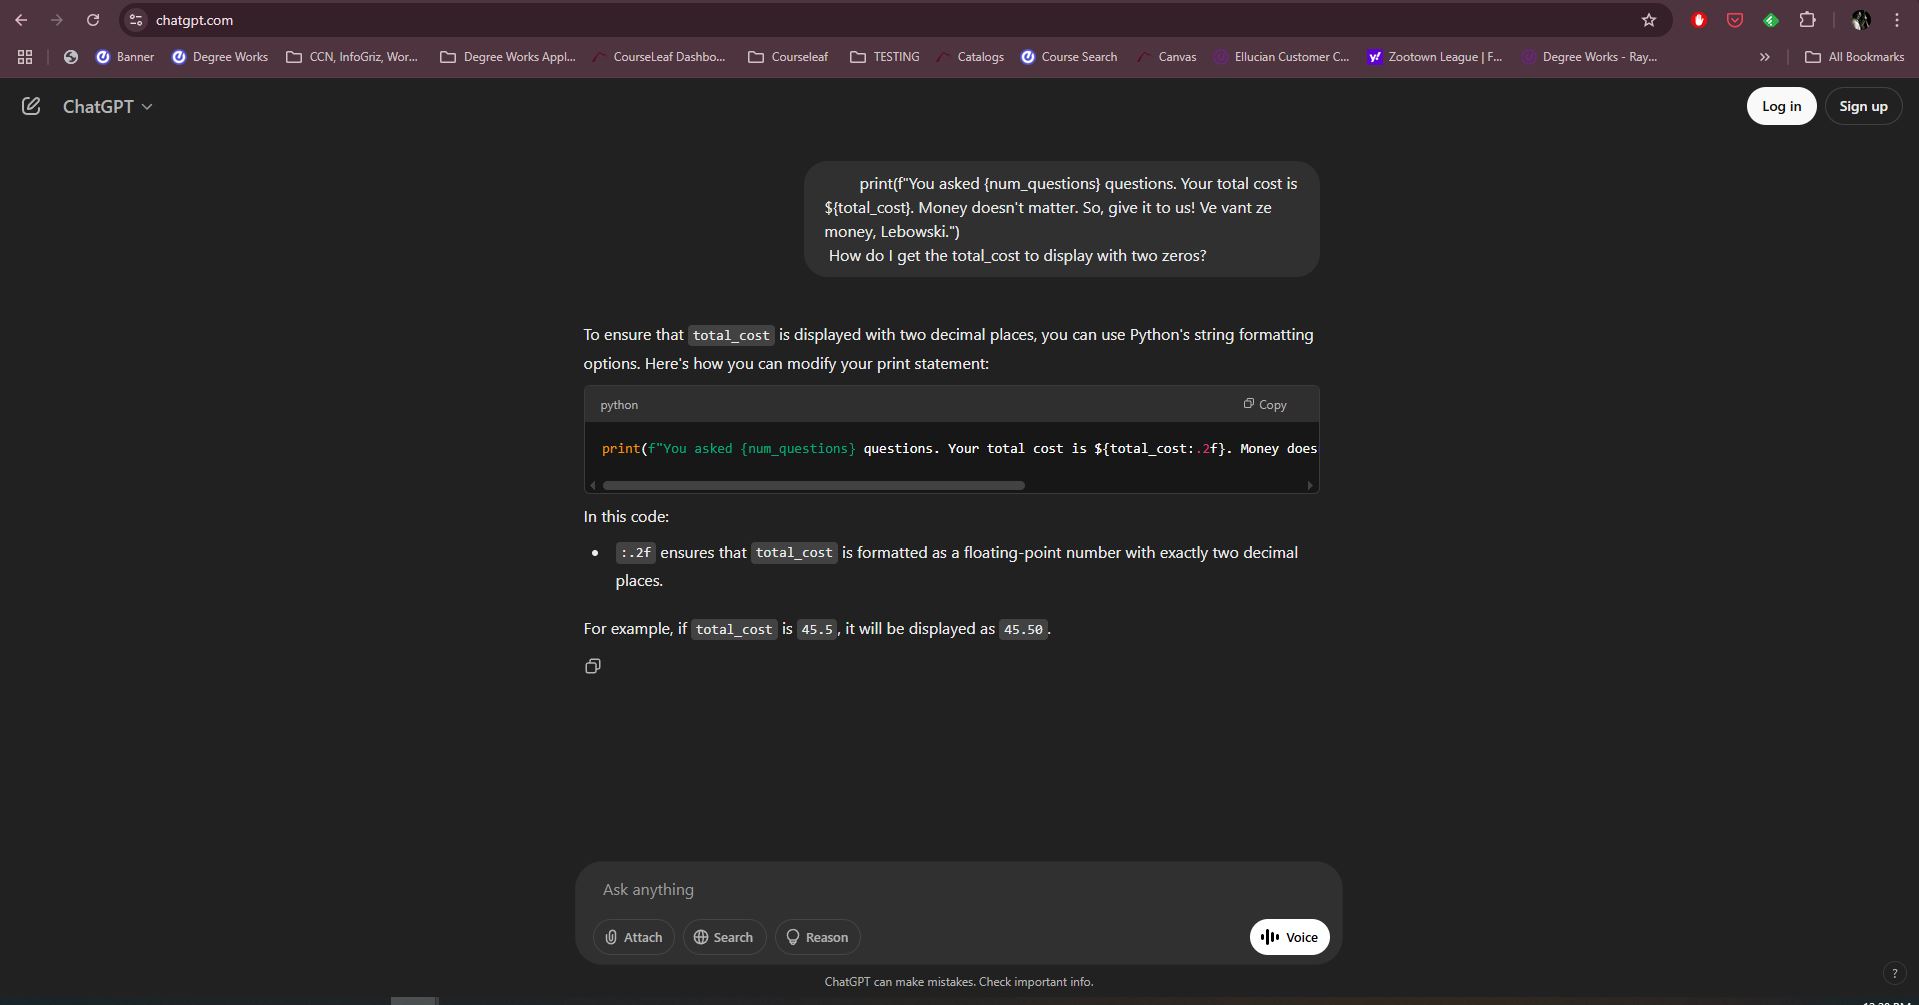 chatgpt.com
Banner Degree Works CCN, InfoGriz, Wor... Degree Works Appl... CourseLeaf Dashbo... Courseleaf TESTING Catalogs Course Search Canvas Ellucian Customer C... Zootown League | F... Degree Works - Ray... » All Bookmarks
ChatGPT Log in Sign up
print(f"You asked {num_questions} questions. Your total cost is
${total_cost}. Money doesn't matter. So, give it to us! Ve vant ze
money, Lebowski.")
How do I get the total_cost to display with two zeros?
To ensure that total_cost is displayed with two decimal places, you can use Python's string formatting
options. Here's how you can modify your print statement:
python Copy
print(f"You asked {num_questions} questions. Your total cost is ${total_cost:.2f}. Money does
In this code:
• :.2f ensures that total_cost is formatted as a floating-point number with exactly two decimal
places.
For example, if total_cost is 45.5, it will be displayed as 45.50.
Ask anything
Attach Search Reason Voice
ChatGPT can make mistakes. Check important info.
?